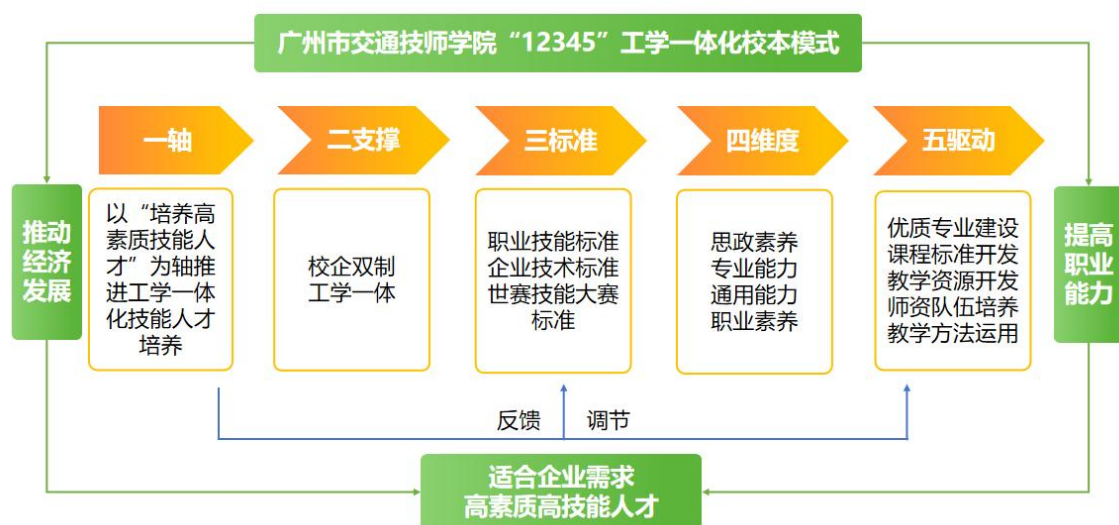 广州市交通技师学院“12345”工学一体化校本模式
一轴
二支撑
三标准
四维度
五驱动
推动
经济
发展
以“培养高
素质技能人
才”为轴推
进工学一体
化技能人才
培养
校企双制
工学一体
职业技能标准
企业技术标准
世赛技能大赛
标准
思政素养
专业能力
通用能力
职业素养
优质专业建设
课程标准开发
教学资源开发
师资队伍培养
教学方法运用
提高
职业
能力
反馈
调节
适合企业需求
高素质高技能人才